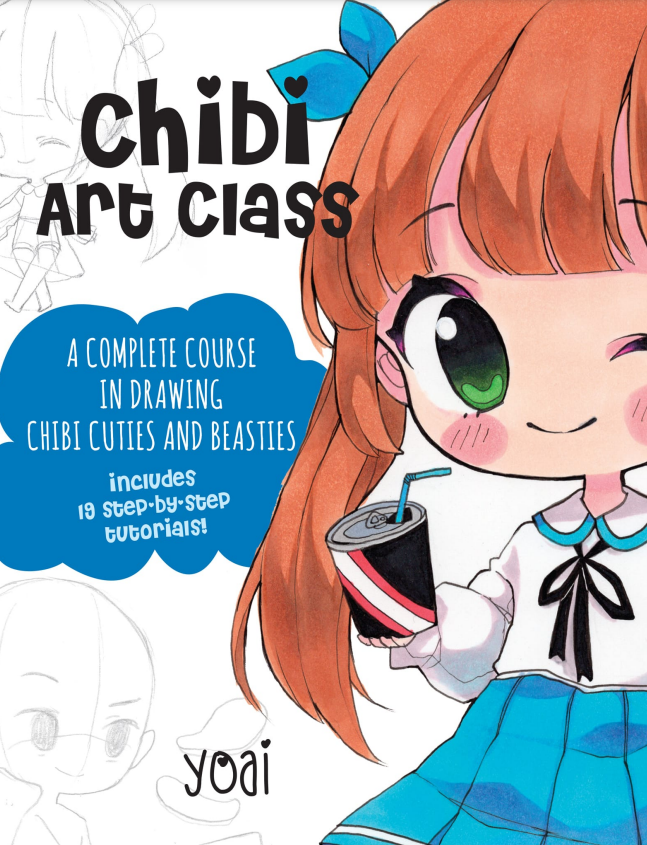 Chibi
Art Class
A COMPLETE COURSE
IN DRAWING
CHIBI CUTIES AND BEASTIES
includes
19 step-by-step
tutorials!
yoai